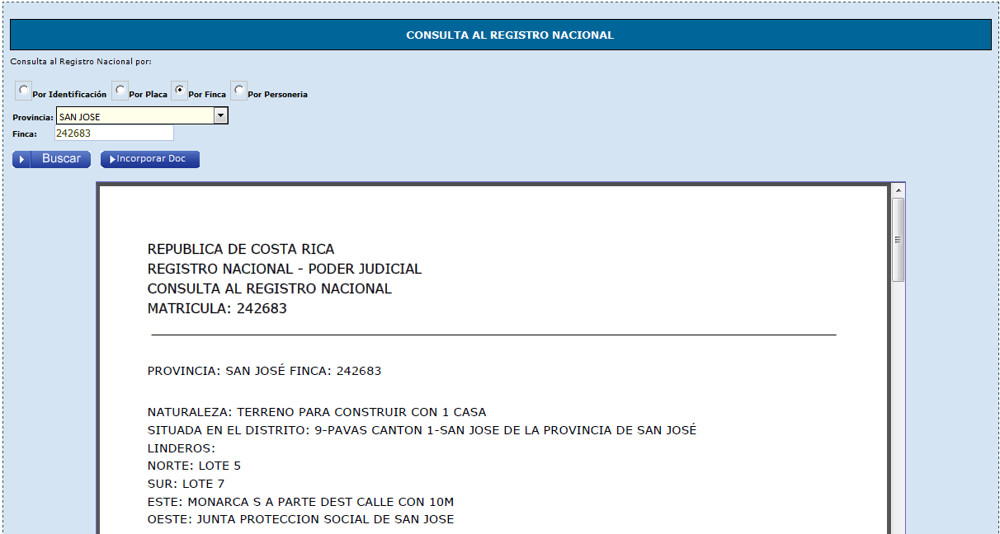 CONSULTA AL REGISTRO NACIONAL
Consulta al Registro Nacional por:
Por Identificación Por Placa Por Finca Por Personeria
Provincia: SAN JOSE
Finca: 242683
Buscar Incorporar Doc
REPUBLICA DE COSTA RICA
REGISTRO NACIONAL - PODER JUDICIAL
CONSULTA AL REGISTRO NACIONAL
MATRICULA: 242683
PROVINCIA: SAN JOSÉ FINCA: 242683
NATURALEZA: TERRENO PARA CONSTRUIR CON 1 CASA
SITUADA EN EL DISTRITO: 9-PAVAS CANTON 1-SAN JOSE DE LA PROVINCIA DE SAN JOSÉ
LINDEROS:
NORTE: LOTE 5
SUR: LOTE 7
ESTE: MONARCA S A PARTE DEST CALLE CON 10M
OESTE: JUNTA PROTECCION SOCIAL DE SAN JOSE